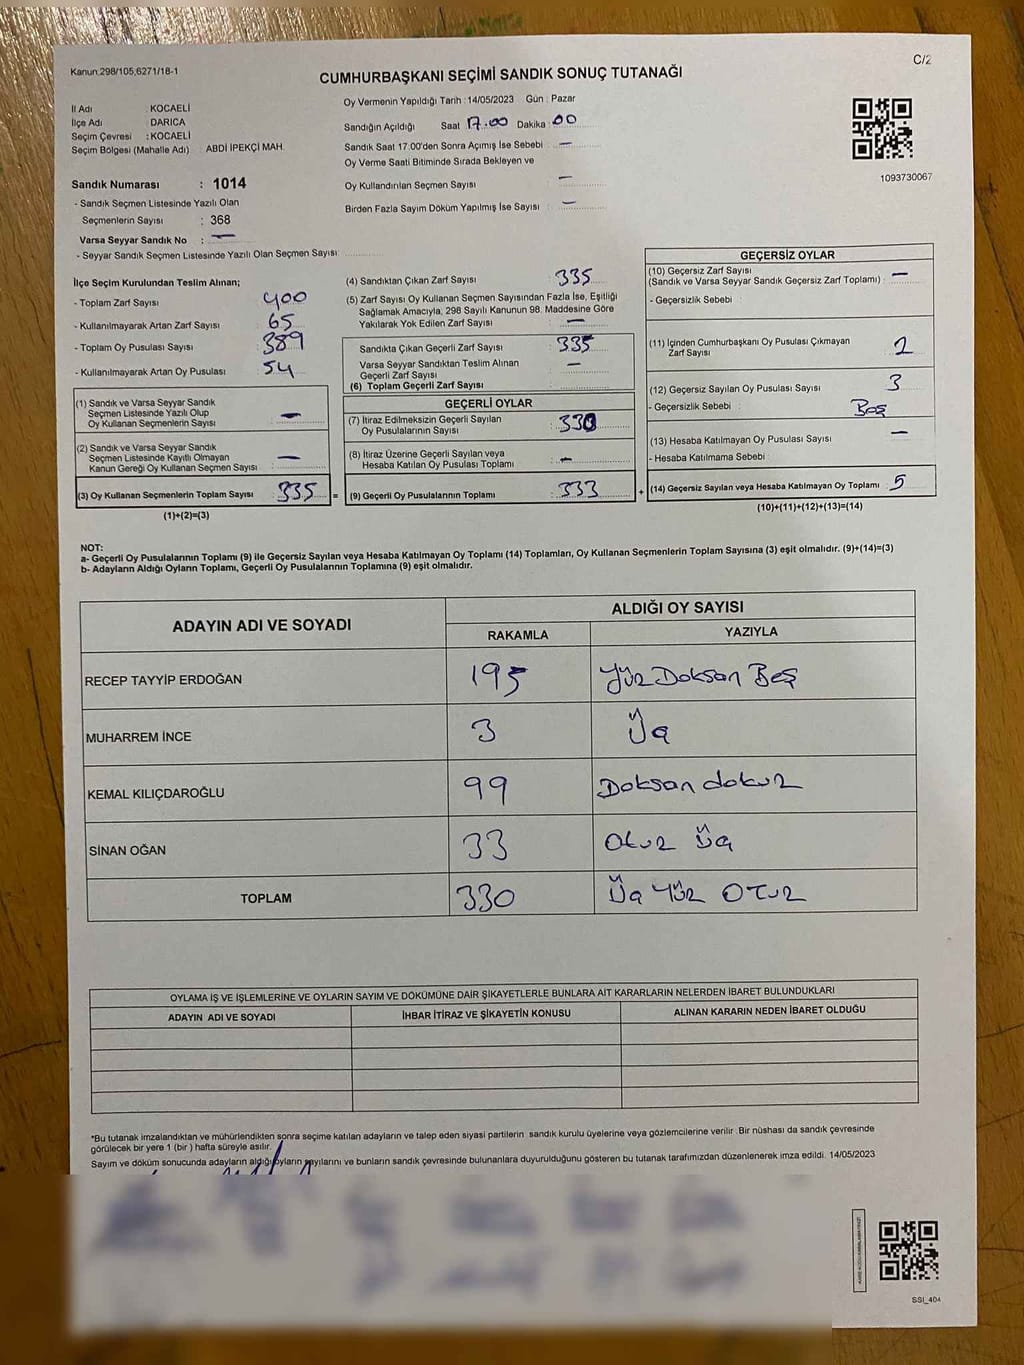 Kanun:298/105,6271/18-1
C/2
CUMHURBAŞKANI SEÇİMİ SANDIK SONUÇ TUTANAĞI
İl Adı : KOCAELİ
İlçe Adı : DARICA
Seçim Çevresi : KOCAELİ
Seçim Bölgesi (Mahalle Adı) : ABDİ İPEKÇİ MAH.
Sandık Numarası : 1014
- Sandık Seçmen Listesinde Yazılı Olan
Seçmenlerin Sayısı : 368
Varsa Seyyar Sandık No : —
- Seyyar Sandık Seçmen Listesinde Yazılı Olan Seçmen Sayısı:
Oy Vermenin Yapıldığı Tarih : 14/05/2023 Gün : Pazar
Sandığın Açıldığı Saat 17.00 Dakika : 00
Sandık Saat 17:00'den Sonra Açımış İse Sebebi : —
Oy Verme Saati Bitiminde Sırada Bekleyen ve
Oy Kullandırılan Seçmen Sayısı : —
Birden Fazla Sayım Döküm Yapılmış İse Sayısı : —
1093730067
İlçe Seçim Kurulundan Teslim Alınan;
- Toplam Zarf Sayısı : 400
- Kullanılmayarak Artan Zarf Sayısı : 65
- Toplam Oy Pusulası Sayısı : 389
- Kullanılmayarak Artan Oy Pusulası : 54
(1) Sandık ve Varsa Seyyar Sandık
Seçmen Listesinde Yazılı Olup
Oy Kullanan Seçmenlerin Sayısı : —
(2) Sandık ve Varsa Seyyar Sandık
Seçmen Listesinde Kayıtlı Olmayan
Kanun Gereği Oy Kullanan Seçmen Sayısı : —
(3) Oy Kullanan Seçmenlerin Toplam Sayısı : 335 =
(1)+(2)=(3)
(4) Sandıktan Çıkan Zarf Sayısı : 335
(5) Zarf Sayısı Oy Kullanan Seçmen Sayısından Fazla İse, Eşitliği
Sağlamak Amacıyla, 298 Sayılı Kanunun 98. Maddesine Göre
Yakılarak Yok Edilen Zarf Sayısı : —
Sandıkta Çıkan Geçerli Zarf Sayısı : 335
Varsa Seyyar Sandıktan Teslim Alınan
Geçerli Zarf Sayısı : —
(6) Toplam Geçerli Zarf Sayısı :
GEÇERLİ OYLAR
(7) İtiraz Edilmeksizin Geçerli Sayılan
Oy Pusulalarının Sayısı : 330
(8) İtiraz Üzerine Geçerli Sayılan veya
Hesaba Katılan Oy Pusulası Toplamı : —
(9) Geçerli Oy Pusulalarının Toplamı : 333 +
GEÇERSİZ OYLAR
(10) Geçersiz Zarf Sayısı
(Sandık ve Varsa Seyyar Sandık Geçersiz Zarf Toplamı) : —
- Geçersizlik Sebebi :
(11) İçinden Cumhurbaşkanı Oy Pusulası Çıkmayan
Zarf Sayısı : 2
(12) Geçersiz Sayılan Oy Pusulası Sayısı : 3
- Geçersizlik Sebebi : Boş
(13) Hesaba Katılmayan Oy Pusulası Sayısı : —
- Hesaba Katılmama Sebebi :
(14) Geçersiz Sayılan veya Hesaba Katılmayan Oy Toplamı : 5
(10)+(11)+(12)+(13)=(14)
NOT:
a- Geçerli Oy Pusulalarının Toplamı (9) ile Geçersiz Sayılan veya Hesaba Katılmayan Oy Toplamı (14) Toplamları, Oy Kullanan Seçmenlerin Toplam Sayısına (3) eşit olmalıdır. (9)+(14)=(3)
b- Adayların Aldığı Oyların Toplamı, Geçerli Oy Pusulalarının Toplamına (9) eşit olmalıdır.
ADAYIN ADI VE SOYADI ALDIĞI OY SAYISI
RAKAMLA YAZIYLA
RECEP TAYYİP ERDOĞAN 195 Yüz Doksan Beş
MUHARREM İNCE 3 Üç
KEMAL KILIÇDAROĞLU 99 Doksan dokuz
SİNAN OĞAN 33 Otuz Üç
TOPLAM 330 Üç Yüz OTuz
OYLAMA İŞ VE İŞLEMLERİNE VE OYLARIN SAYIM VE DÖKÜMÜNE DAİR ŞİKAYETLERLE BUNLARA AİT KARARLARIN NELERDEN İBARET BULUNDUKLARI
ADAYIN ADI VE SOYADI İHBAR İTİRAZ VE ŞİKAYETİN KONUSU ALINAN KARARIN NEDEN İBARET OLDUĞU
*Bu tutanak imzalandıktan ve mühürlendikten sonra seçime katılan adayların ve talep eden siyasi partilerin sandık kurulu üyelerine veya gözlemcilerine verilir. Bir nüshası da sandık çevresinde
görülecek bir yere 1 (bir) hafta süreyle asılır.
Sayım ve döküm sonucunda adayların aldığı oyların sayılarını ve bunların sandık çevresinde bulunanlara duyurulduğunu gösteren bu tutanak tarafımızdan düzenlenerek imza edildi. 14/05/2023
SSI_404